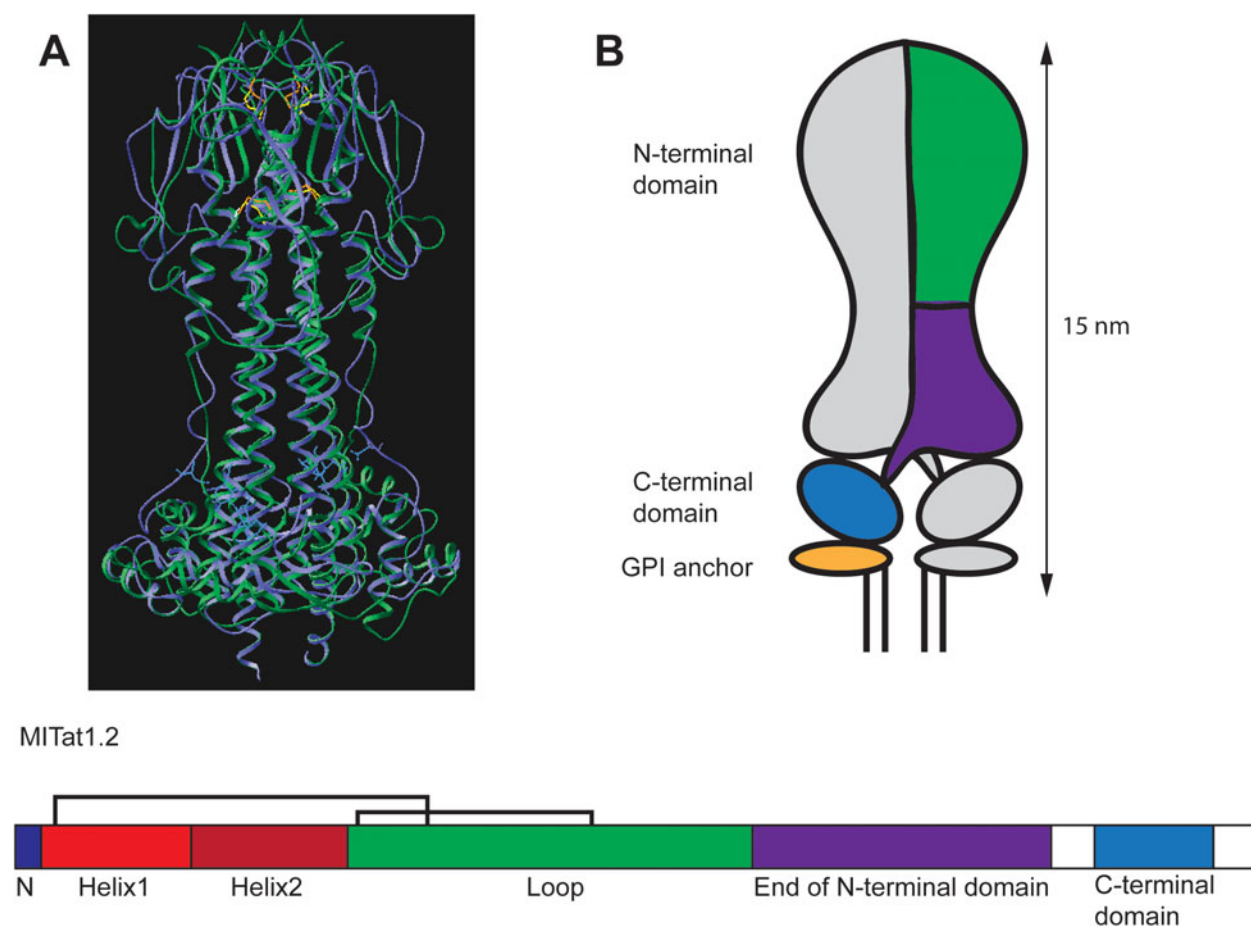 A
B
N-terminal
domain
15 nm
C-terminal
domain
GPI anchor
MITat1.2
N
Helix1
Helix2
Loop
End of N-terminal domain
C-terminal
domain